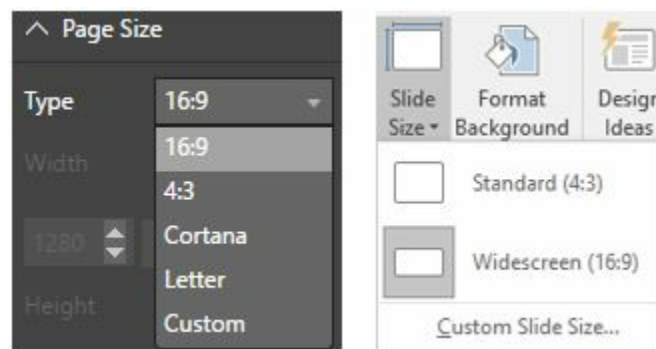 Page Size
Type 16:9
16:9
Width
4:3
1280
Cortana
Letter
Height
Custom
Slide Size
Format Background
Design Ideas
Standard (4:3)
Widescreen (16:9)
Custom Slide Size...